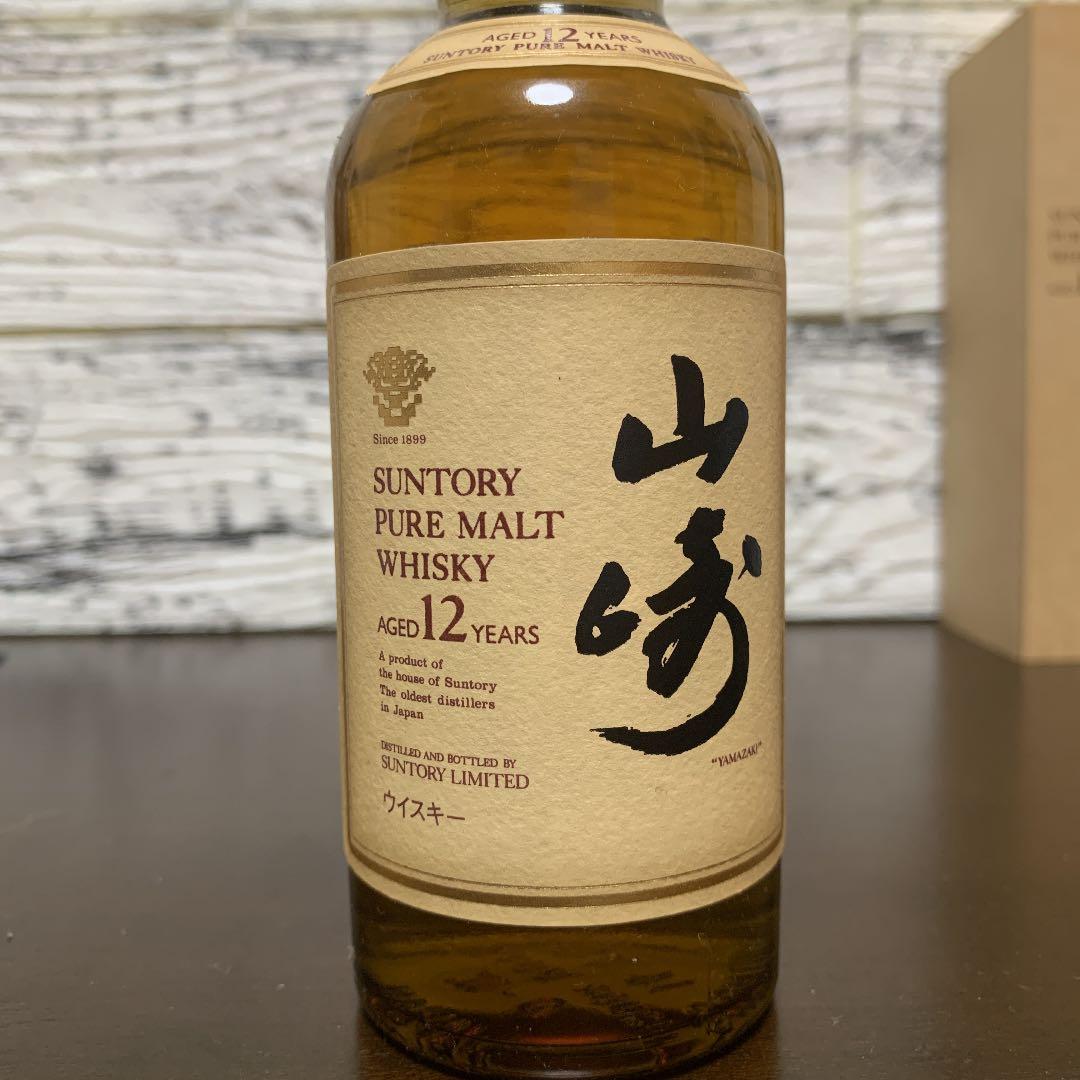 AGED 12 YEARS
SUNTORY PURE MALT WHISKY
Since 1899
SUNTORY
PURE MALT
WHISKY
AGED 12 YEARS
A product of
the house of Suntory
The oldest distillers
in Japan
DISTILLED AND BOTTLED BY
SUNTORY LIMITED
ウイスキー
山崎
"YAMAZAKI"